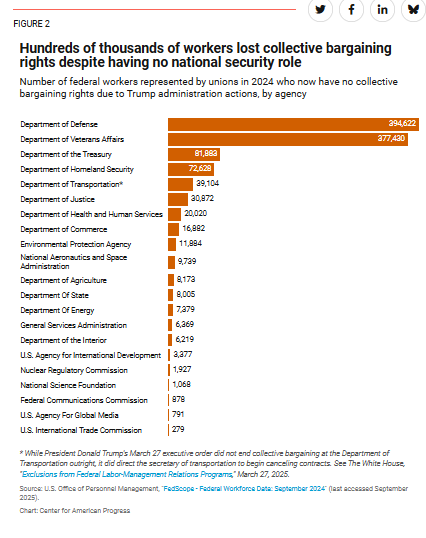 FIGURE 2
Hundreds of thousands of workers lost collective bargaining
rights despite having no national security role
Number of federal workers represented by unions in 2024 who now have no collective
bargaining rights due to Trump administration actions, by agency
Department of Defense 394,622
Department of Veterans Affairs 377,430
Department of the Treasury 81,883
Department of Homeland Security 72,628
Department of Transportation* 39,104
Department of Justice 30,872
Department of Health and Human Services 20,020
Department of Commerce 16,882
Environmental Protection Agency 11,884
National Aeronautics and Space
Administration 9,739
Department of Agriculture 8,173
Department Of State 8,005
Department Of Energy 7,379
General Services Administration 6,369
Department of the Interior 6,219
U.S. Agency for International Development 3,377
Nuclear Regulatory Commission 1,927
National Science Foundation 1,068
Federal Communications Commission 878
U.S. Agency For Global Media 791
U.S. International Trade Commission 279
* While President Donald Trump's March 27 executive order did not end collective bargaining at the Department of
Transportation outright, it did direct the secretary of transportation to begin canceling contracts. See The White House,
"Exclusions from Federal Labor-Management Relations Programs," March 27, 2025.
Source: U.S. Office of Personnel Management, "FedScope - Federal Workforce Data: September 2024" (last accessed September
2025).
Chart: Center for American Progress